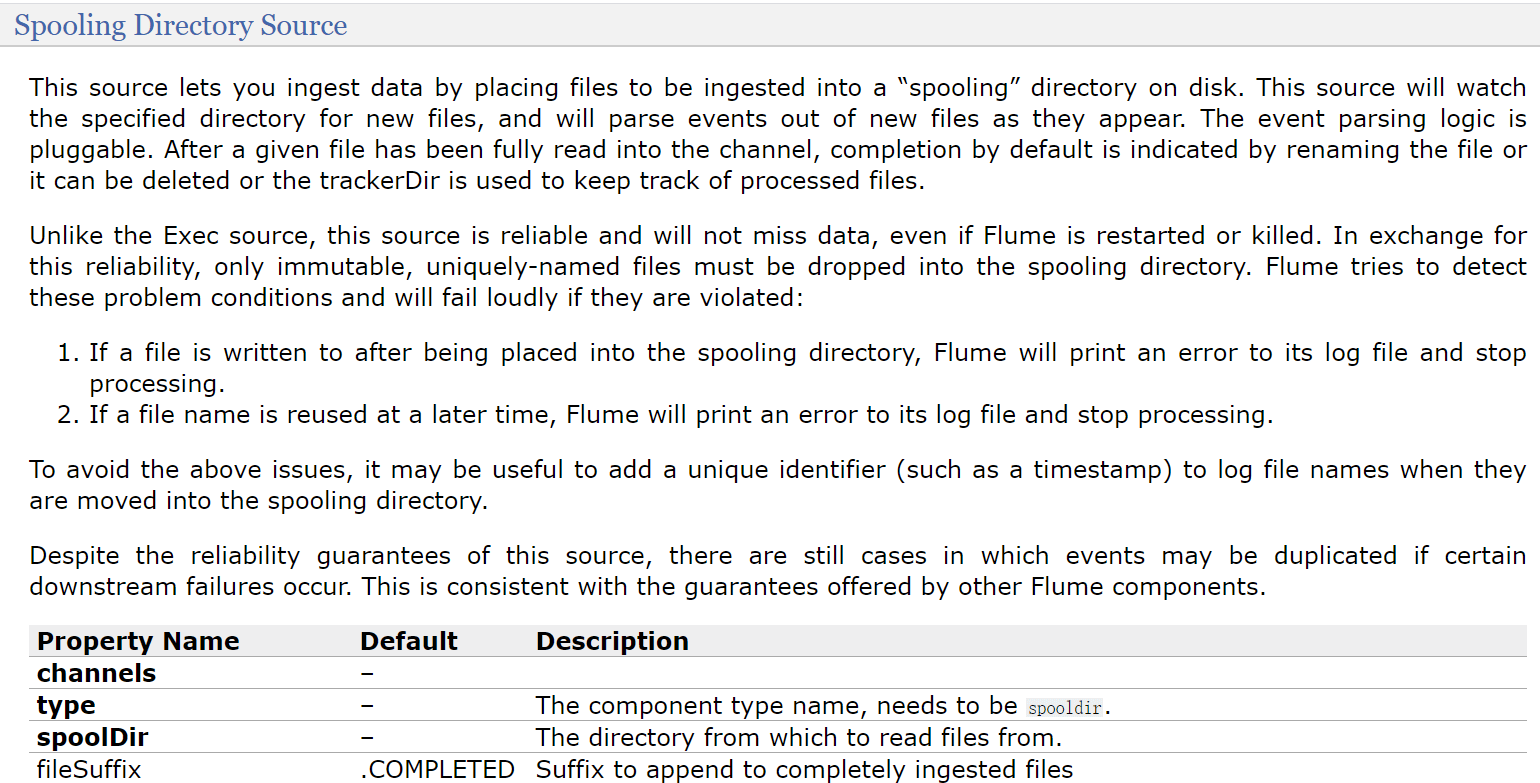 Spooling Directory Source
This source lets you ingest data by placing files to be ingested into a “spooling” directory on disk. This source will watch
the specified directory for new files, and will parse events out of new files as they appear. The event parsing logic is
pluggable. After a given file has been fully read into the channel, completion by default is indicated by renaming the file or
it can be deleted or the trackerDir is used to keep track of processed files.
Unlike the Exec source, this source is reliable and will not miss data, even if Flume is restarted or killed. In exchange for
this reliability, only immutable, uniquely-named files must be dropped into the spooling directory. Flume tries to detect
these problem conditions and will fail loudly if they are violated:
1. If a file is written to after being placed into the spooling directory, Flume will print an error to its log file and stop
processing.
2. If a file name is reused at a later time, Flume will print an error to its log file and stop processing.
To avoid the above issues, it may be useful to add a unique identifier (such as a timestamp) to log file names when they
are moved into the spooling directory.
Despite the reliability guarantees of this source, there are still cases in which events may be duplicated if certain
downstream failures occur. This is consistent with the guarantees offered by other Flume components.
Property Name Default Description
channels –
type – The component type name, needs to be spooldir.
spoolDir – The directory from which to read files from.
fileSuffix .COMPLETED Suffix to append to completely ingested files